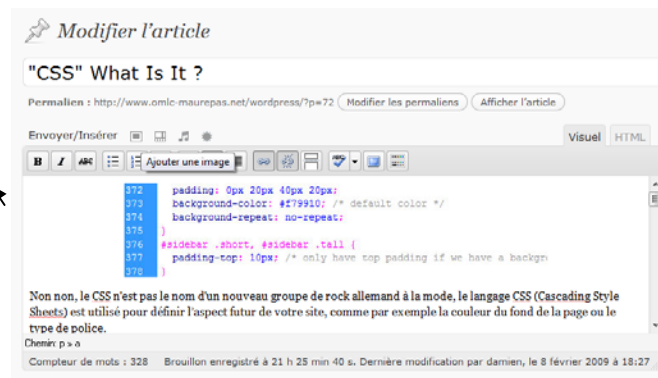 Modifier l'article
"CSS" What Is It ?
Permalien : http://www.omlc-maurepas.net/wordpress/?p=72 Modifier les permaliens Afficher l'article
Envoyer/Insérer Visuel HTML
B I ABC Ajouter une image ABC
372 padding: 0px 20px 40px 20px;
373 background-color: #f79910; /* default color */
374 background-repeat: no-repeat;
375 }
376 #sidebar .short, #sidebar .tall {
377 padding-top: 10px; /* only have top padding if we have a backgr
378 }
Non non, le CSS n'est pas le nom d'un nouveau groupe de rock allemand à la mode, le langage CSS (Cascading Style
Sheets) est utilisé pour définir l'aspect futur de votre site, comme par exemple la couleur du fond de la page ou le
type de police.
Chemin: p » a
Compteur de mots : 328 Brouillon enregistré à 21 h 25 min 40 s. Dernière modification par damien, le 8 février 2009 à 18:27